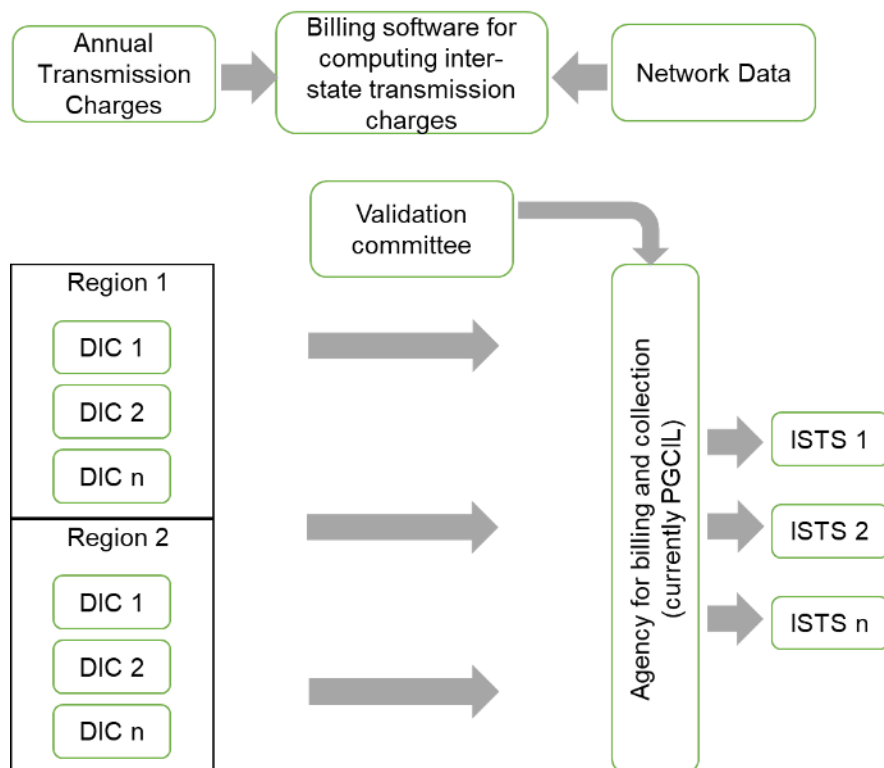 Annual
Transmission
Charges
Billing software for
computing inter-
state transmission
charges
Network Data
Validation
committee
Region 1
DIC 1
DIC 2
DIC n
Region 2
DIC 1
DIC 2
DIC n
Agency for billing and collection
(currently PGCIL)
ISTS 1
ISTS 2
ISTS n